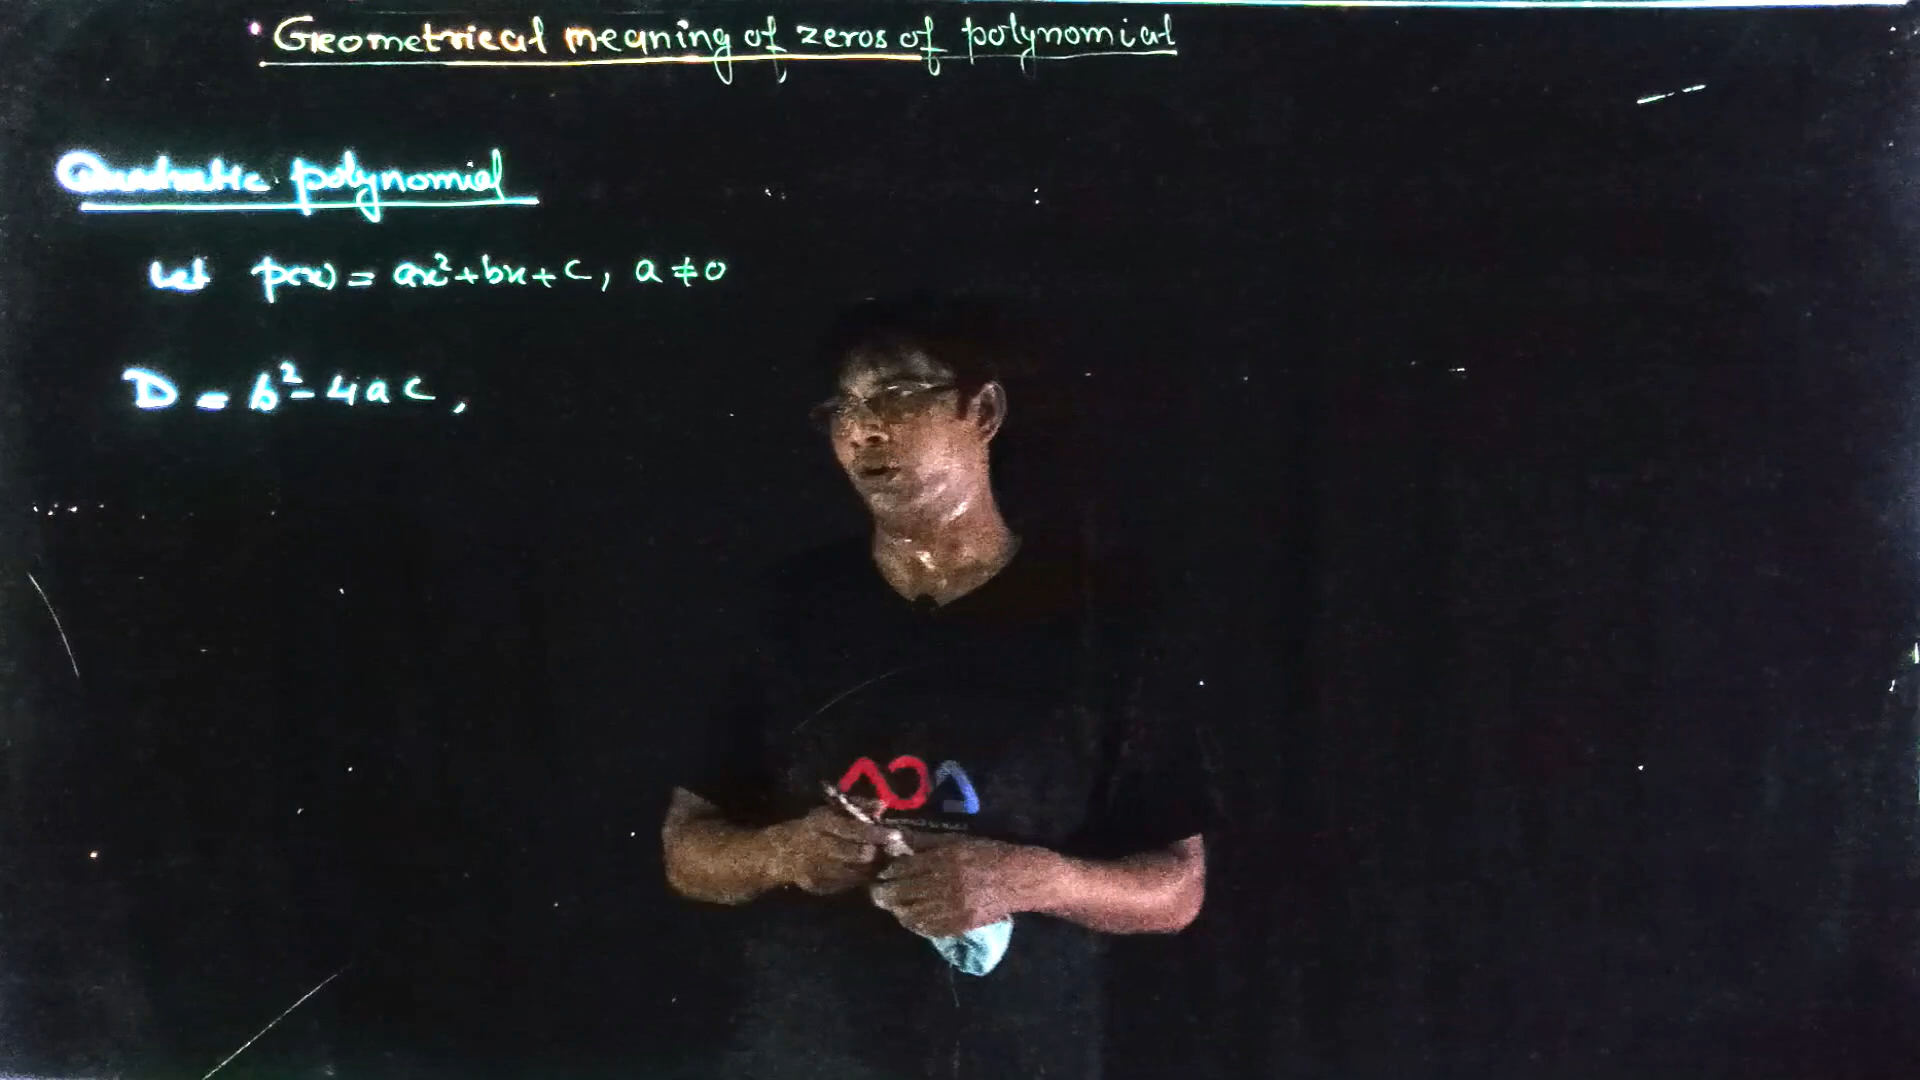 Geometrical meaning of zeros of polynomial
Quadratic polynomial
Let p(x) = ax²+bx+c, a≠0
D = b²-4ac,